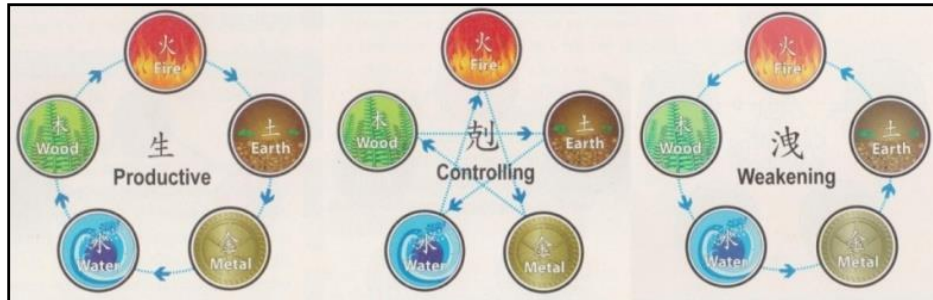 火
Fire
木
Wood
土
Earth
生
Productive
水
Water
金
Metal
火
Fire
木
Wood
土
Earth
剋
Controlling
水
Water
金
Metal
火
Fire
木
Wood
土
Earth
洩
Weakening
水
Water
金
Metal